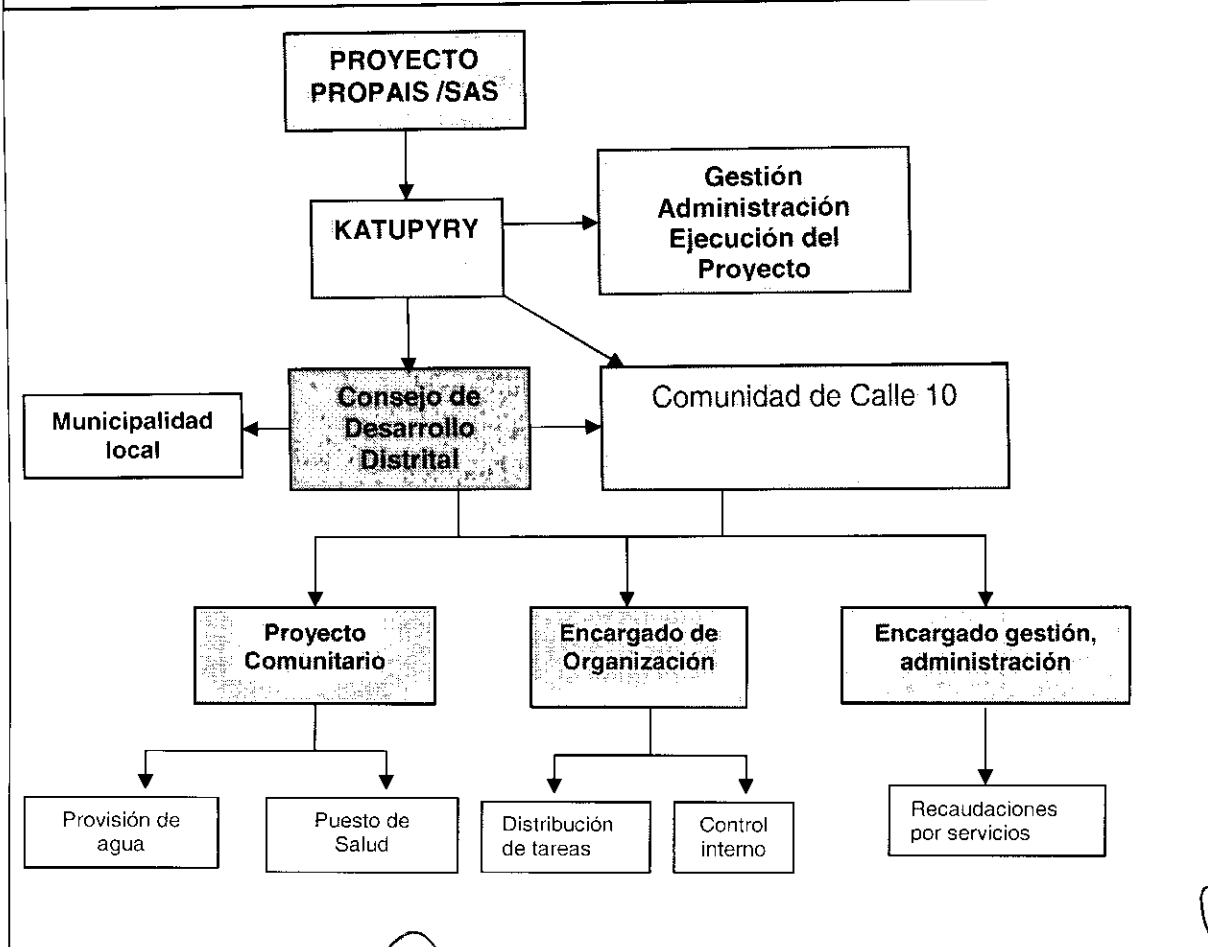 PROYECTO
PROPAIS /SAS
KATUPYRY
Gestión
Administración
Ejecución del
Proyecto
Municipalidad
local
Consejo de
Desarrollo
Distrital
Comunidad de Calle 10
Proyecto
Comunitario
Encargado de
Organización
Encargado gestión,
administración
Provisión de
agua
Puesto de
Salud
Distribución
de tareas
Control
interno
Recaudaciones
por servicios